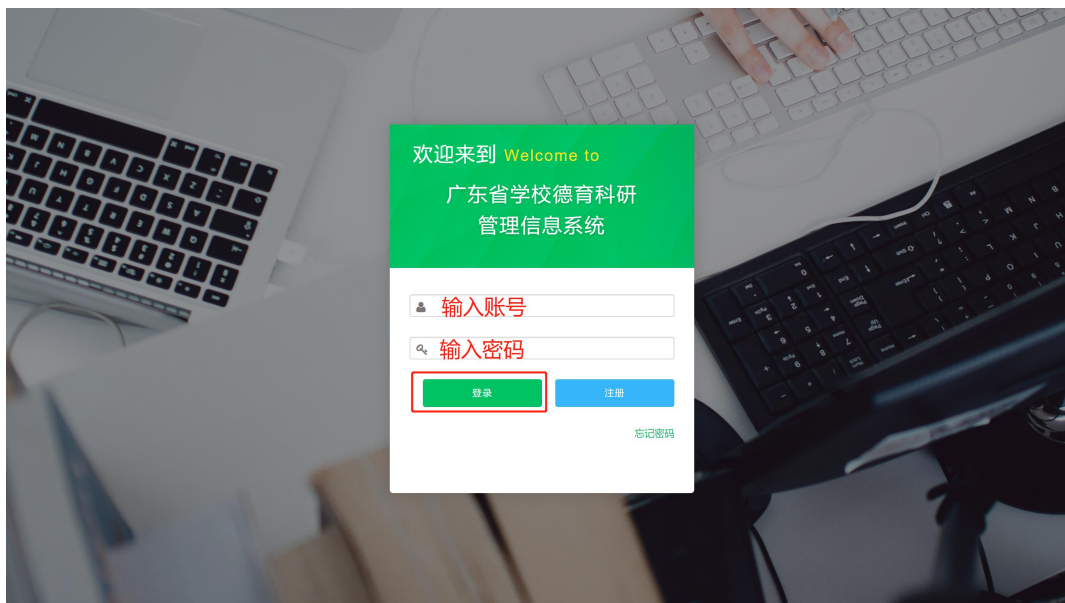 欢迎来到 Welcome to
广东省学校德育科研
管理信息系统
输入账号
输入密码
登录 注册
忘记密码